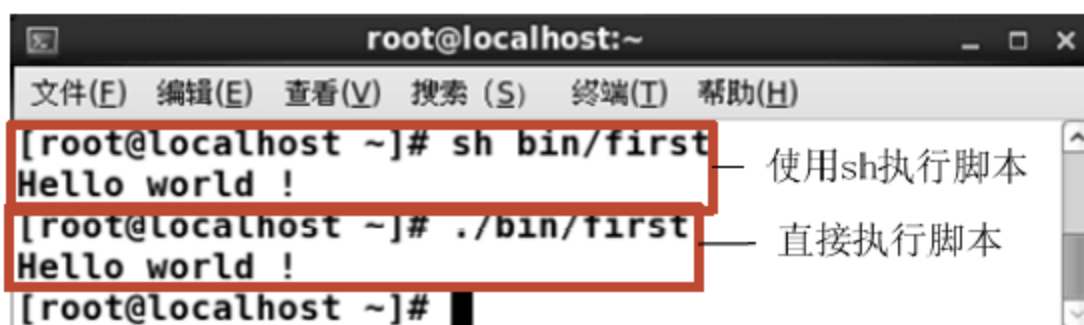 root@localhost:~
文件(F) 编辑(E) 查看(V) 搜索 (S) 终端(T) 帮助(H)
[root@localhost ~]# sh bin/first
使用sh执行脚本
Hello world !
[root@localhost ~]# ./bin/first
直接执行脚本
Hello world !
[root@localhost ~]#